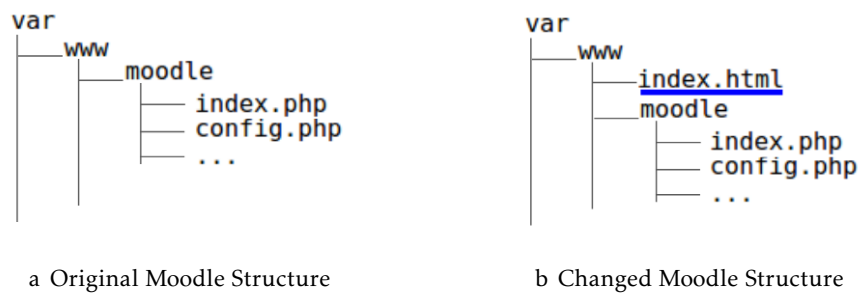 var
www
moodle
index.php
config.php
...
a Original Moodle Structure
var
www
index.html
moodle
index.php
config.php
...
b Changed Moodle Structure